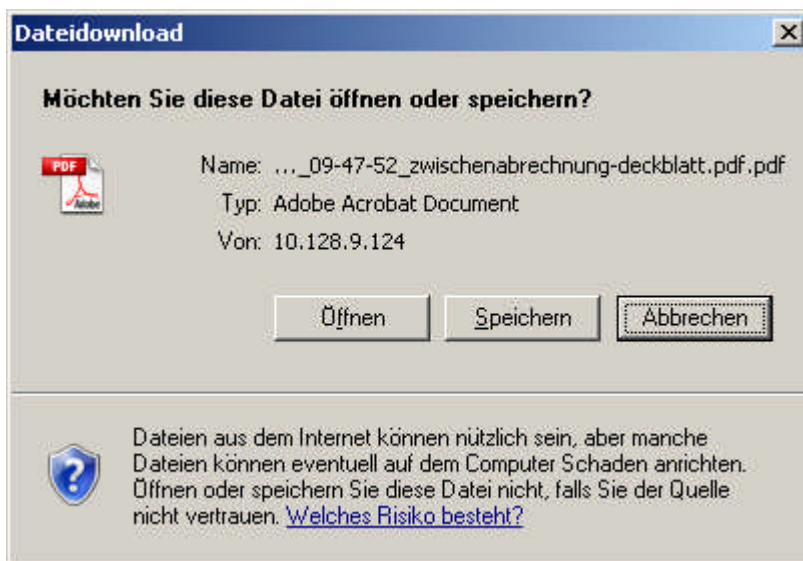 Dateidownload
Möchten Sie diese Datei öffnen oder speichern?
PDF
Adobe
Name: ..._09-47-52_zwischenabrechnung-deckblatt.pdf.pdf
Typ: Adobe Acrobat Document
Von: 10.128.9.124
Öffnen Speichern Abbrechen
Dateien aus dem Internet können nützlich sein, aber manche
Dateien können eventuell auf dem Computer Schaden anrichten.
Öffnen oder speichern Sie diese Datei nicht, falls Sie der Quelle
nicht vertrauen. Welches Risiko besteht?